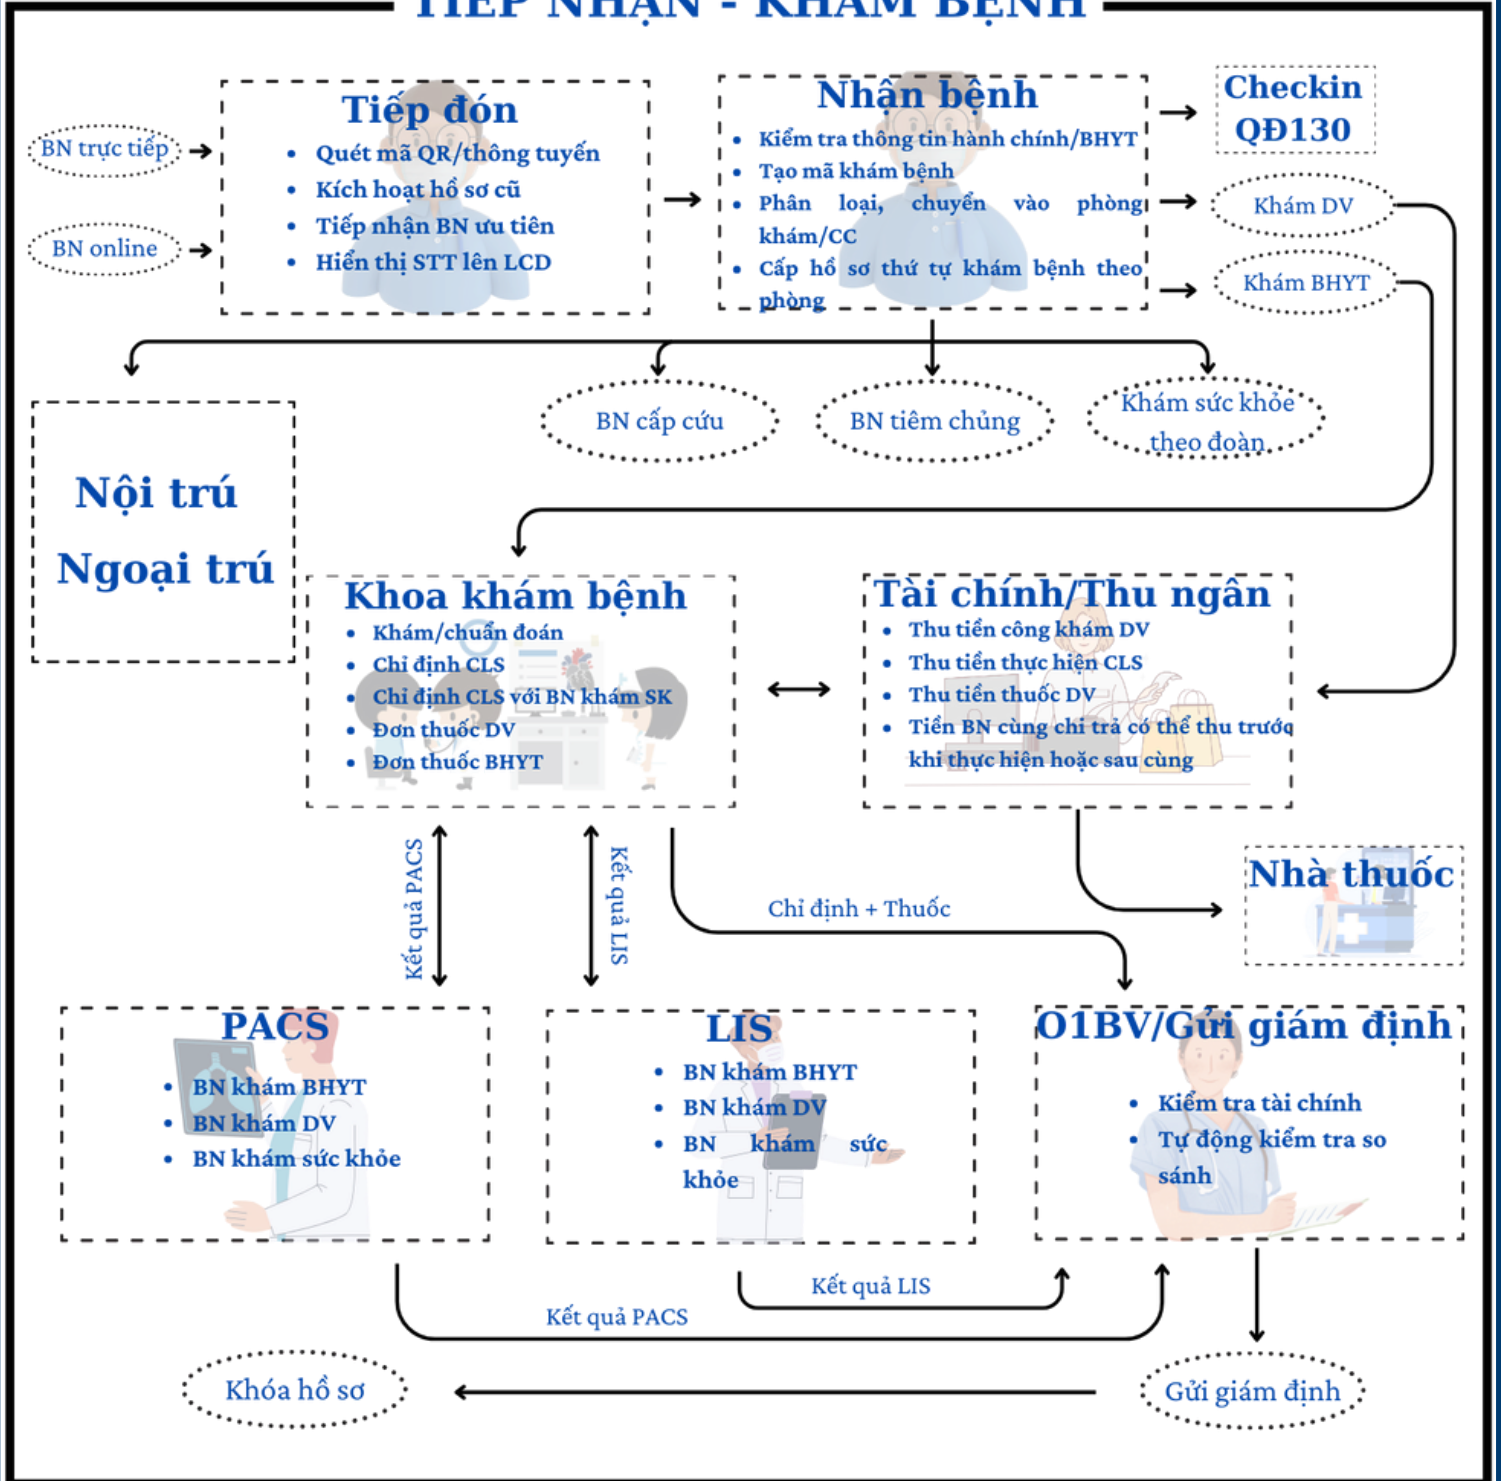 TIẾP NHẬN - KHÁM BỆNH
Tiếp đón
BN trực tiếp
BN online
Quét mã QR/thông tuyến
Kích hoạt hồ sơ cũ
Tiếp nhận BN ưu tiên
Hiển thị STT lên LCD
Nhận bệnh
Kiểm tra thông tin hành chính/BHYT
Tạo mã khám bệnh
Phân loại, chuyển vào phòng
khám/CC
Cấp hồ sơ thứ tự khám bệnh theo
phòng
Checkin
QĐ130
Khám DV
Khám BHYT
BN cấp cứu
BN tiêm chủng
Khám sức khỏe
theo đoàn
Nội trú
Ngoại trú
Khoa khám bệnh
Khám/chuẩn đoán
Chỉ định CLS
Chỉ định CLS với BN khám SK
Đơn thuốc DV
Đơn thuốc BHYT
Tài chính/Thu ngân
Thu tiền công khám DV
Thu tiền thực hiện CLS
Thu tiền thuốc DV
Tiền BN cùng chi trả có thể thu trước
khi thực hiện hoặc sau cùng
Kết quả PACS
Kết quả LIS
Chỉ định + Thuốc
Nhà thuốc
PACS
BN khám BHYT
BN khám DV
BN khám sức khỏe
LIS
BN khám BHYT
BN khám DV
BN khám sức
khỏe
O1BV/Gửi giám định
Kiểm tra tài chính
Tự động kiểm tra so
sánh
Kết quả LIS
Kết quả PACS
Khóa hồ sơ
Gửi giám định